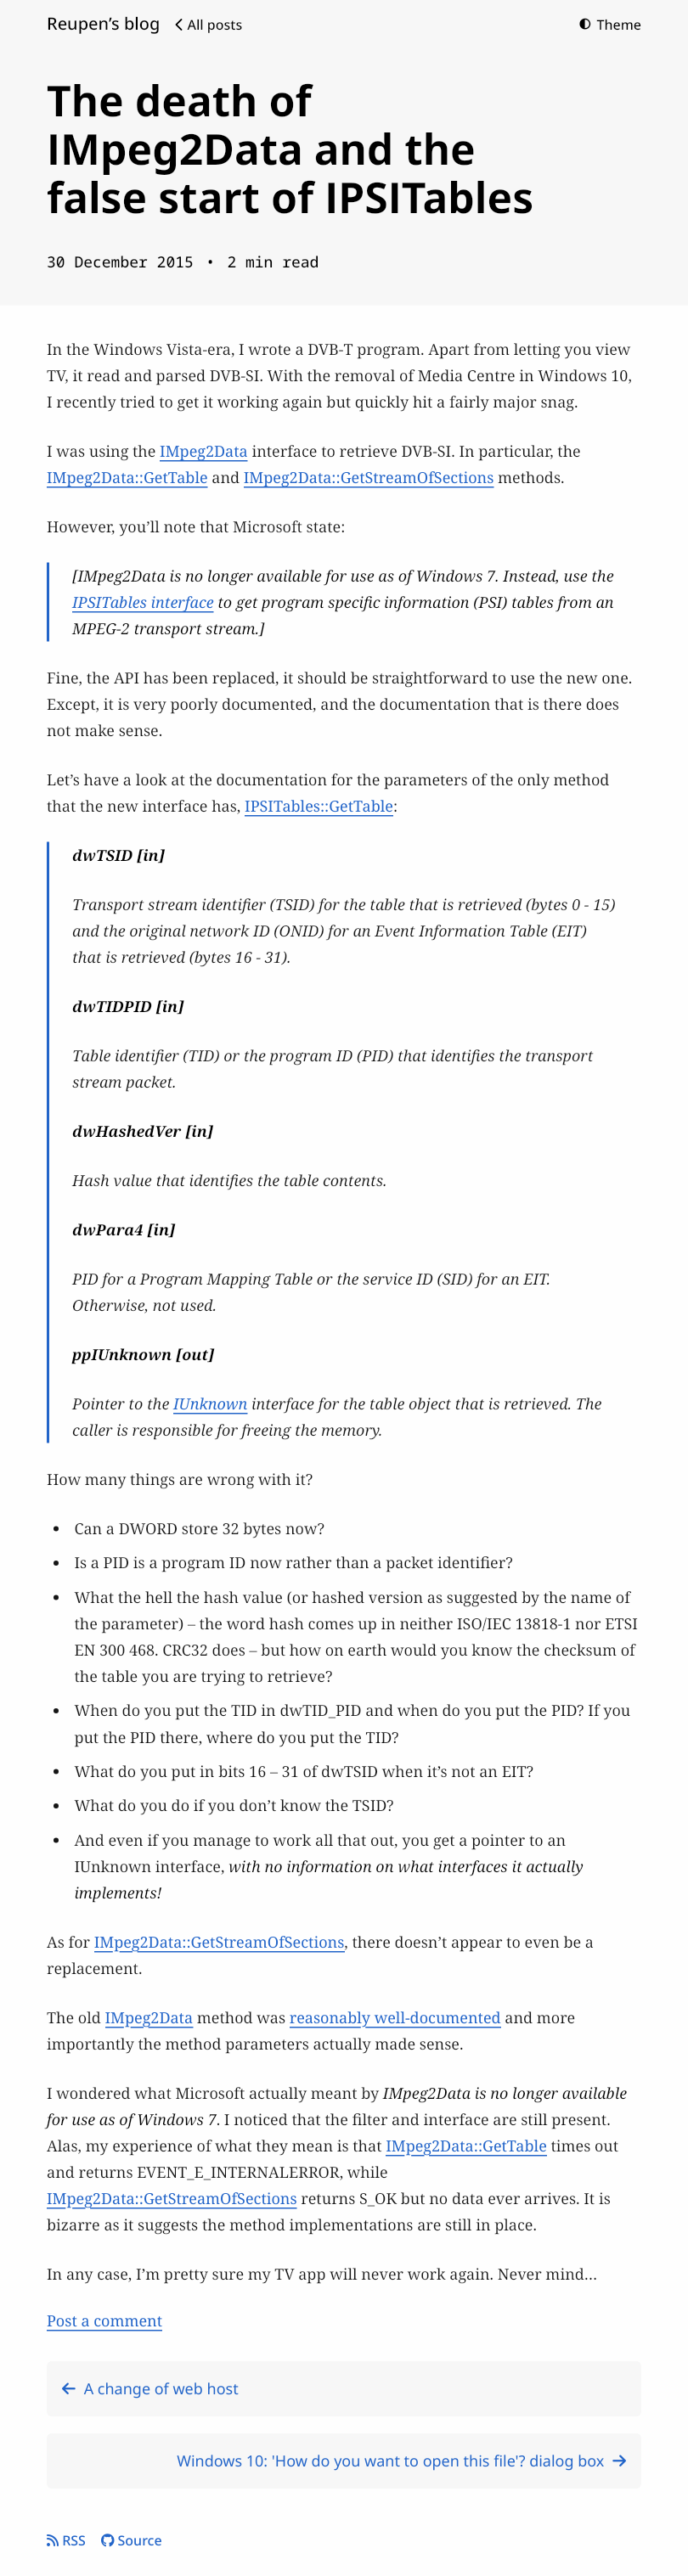 Reupen’s blog All posts Theme
The death of
IMpeg2Data and the
false start of IPSITables
30 December 2015 • 2 min read
In the Windows Vista-era, I wrote a DVB-T program. Apart from letting you view
TV, it read and parsed DVB-SI. With the removal of Media Centre in Windows 10,
I recently tried to get it working again but quickly hit a fairly major snag.
I was using the IMpeg2Data interface to retrieve DVB-SI. In particular, the
IMpeg2Data::GetTable and IMpeg2Data::GetStreamOfSections methods.
However, you’ll note that Microsoft state:
[IMpeg2Data is no longer available for use as of Windows 7. Instead, use the
IPSITables interface to get program specific information (PSI) tables from an
MPEG-2 transport stream.]
Fine, the API has been replaced, it should be straightforward to use the new one.
Except, it is very poorly documented, and the documentation that is there does
not make sense.
Let’s have a look at the documentation for the parameters of the only method
that the new interface has, IPSITables::GetTable:
dwTSID [in]
Transport stream identifier (TSID) for the table that is retrieved (bytes 0 - 15)
and the original network ID (ONID) for an Event Information Table (EIT)
that is retrieved (bytes 16 - 31).
dwTIDPID [in]
Table identifier (TID) or the program ID (PID) that identifies the transport
stream packet.
dwHashedVer [in]
Hash value that identifies the table contents.
dwPara4 [in]
PID for a Program Mapping Table or the service ID (SID) for an EIT.
Otherwise, not used.
ppIUnknown [out]
Pointer to the IUnknown interface for the table object that is retrieved. The
caller is responsible for freeing the memory.
How many things are wrong with it?
• Can a DWORD store 32 bytes now?
• Is a PID is a program ID now rather than a packet identifier?
• What the hell the hash value (or hashed version as suggested by the name of
the parameter) – the word hash comes up in neither ISO/IEC 13818-1 nor ETSI
EN 300 468. CRC32 does – but how on earth would you know the checksum of
the table you are trying to retrieve?
• When do you put the TID in dwTID_PID and when do you put the PID? If you
put the PID there, where do you put the TID?
• What do you put in bits 16 – 31 of dwTSID when it’s not an EIT?
• What do you do if you don’t know the TSID?
• And even if you manage to work all that out, you get a pointer to an
IUnknown interface, with no information on what interfaces it actually
implements!
As for IMpeg2Data::GetStreamOfSections, there doesn’t appear to even be a
replacement.
The old IMpeg2Data method was reasonably well-documented and more
importantly the method parameters actually made sense.
I wondered what Microsoft actually meant by IMpeg2Data is no longer available
for use as of Windows 7. I noticed that the filter and interface are still present.
Alas, my experience of what they mean is that IMpeg2Data::GetTable times out
and returns EVENT_E_INTERNALERROR, while
IMpeg2Data::GetStreamOfSections returns S_OK but no data ever arrives. It is
bizarre as it suggests the method implementations are still in place.
In any case, I’m pretty sure my TV app will never work again. Never mind…
Post a comment
← A change of web host
Windows 10: 'How do you want to open this file'? dialog box →
RSS Source